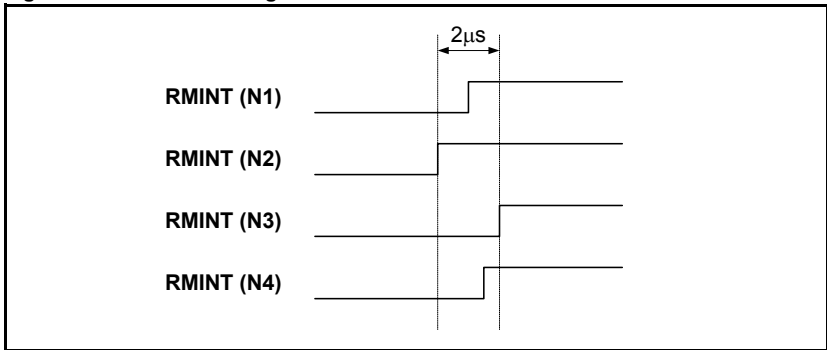 2μs
RMINT (N1)
RMINT (N2)
RMINT (N3)
RMINT (N4)